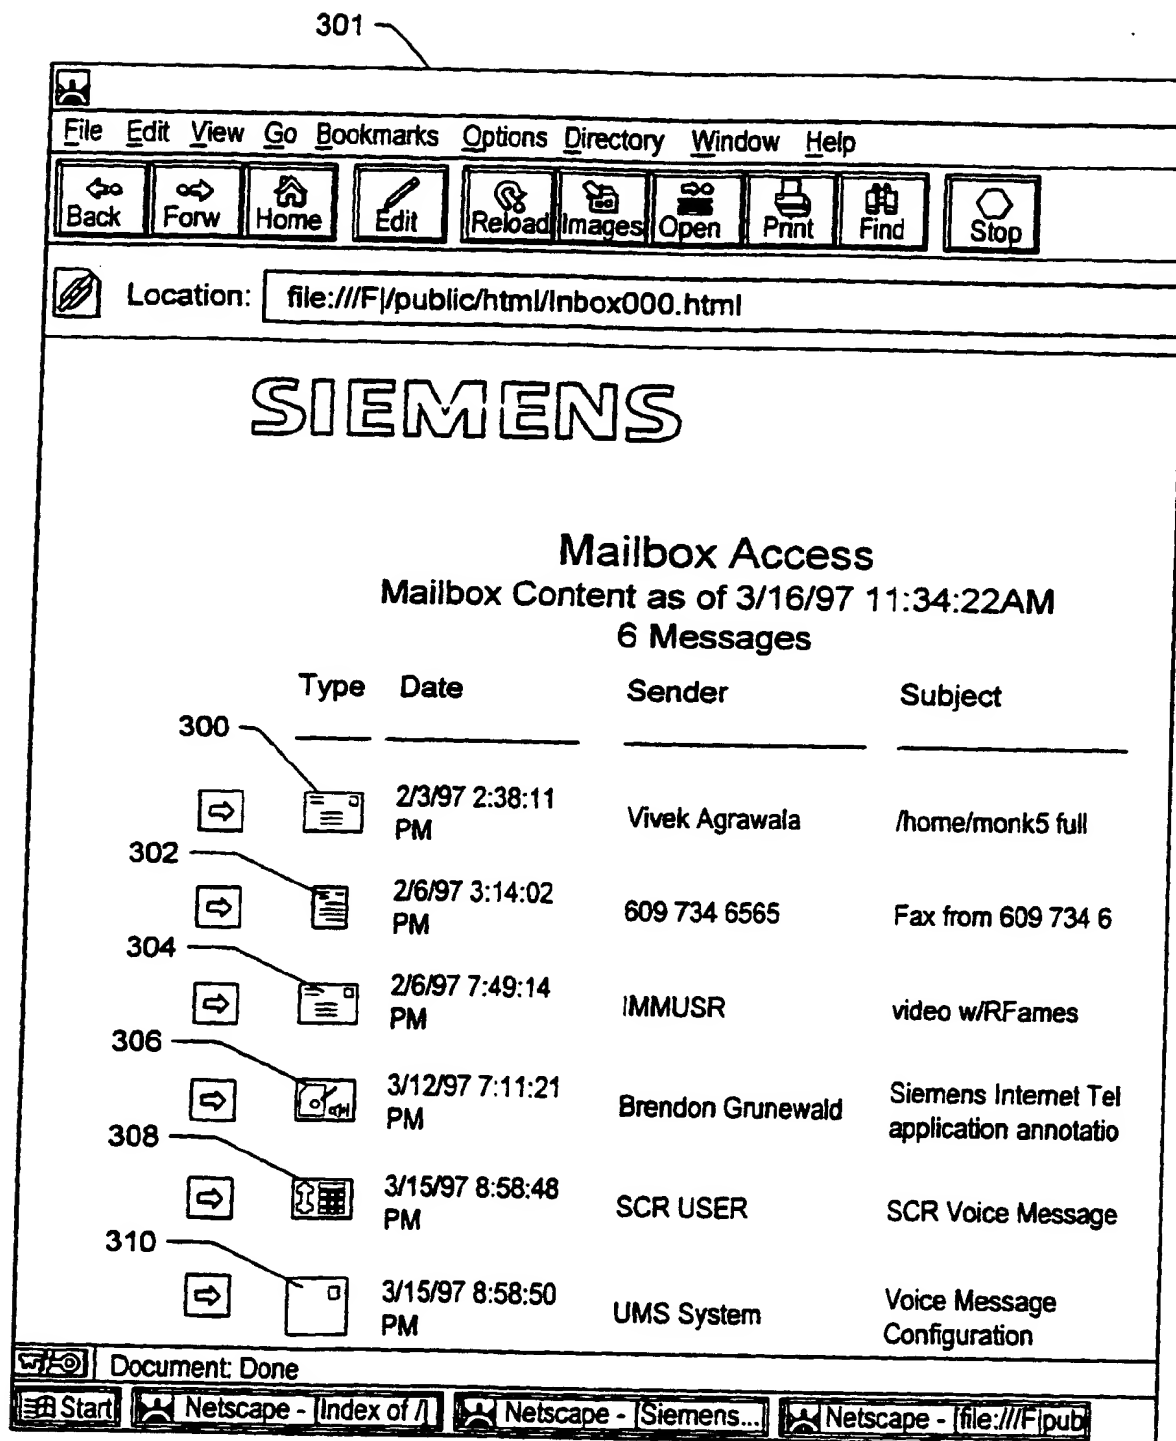 301
File Edit View Go Bookmarks Options Directory Window Help
Back Forw Home Edit Reload Images Open Print Find Stop
Location: file:///F|/public/html/Inbox000.html
SIEMENS
Mailbox Access
Mailbox Content as of 3/16/97 11:34:22AM
6 Messages
Type Date Sender Subject
300
2/3/97 2:38:11 PM Vivek Agrawala /home/monk5 full
302
2/6/97 3:14:02 PM 609 734 6565 Fax from 609 734 6
304
2/6/97 7:49:14 PM IMMUSR video w/RFames
306
3/12/97 7:11:21 PM Brendon Grunewald Siemens Internet Tel application annotatio
308
3/15/97 8:58:48 PM SCR USER SCR Voice Message
310
3/15/97 8:58:50 PM UMS System Voice Message Configuration
Document: Done
Start Netscape - [Index of /] Netscape - [Siemens...] Netscape - [file:///F|pub